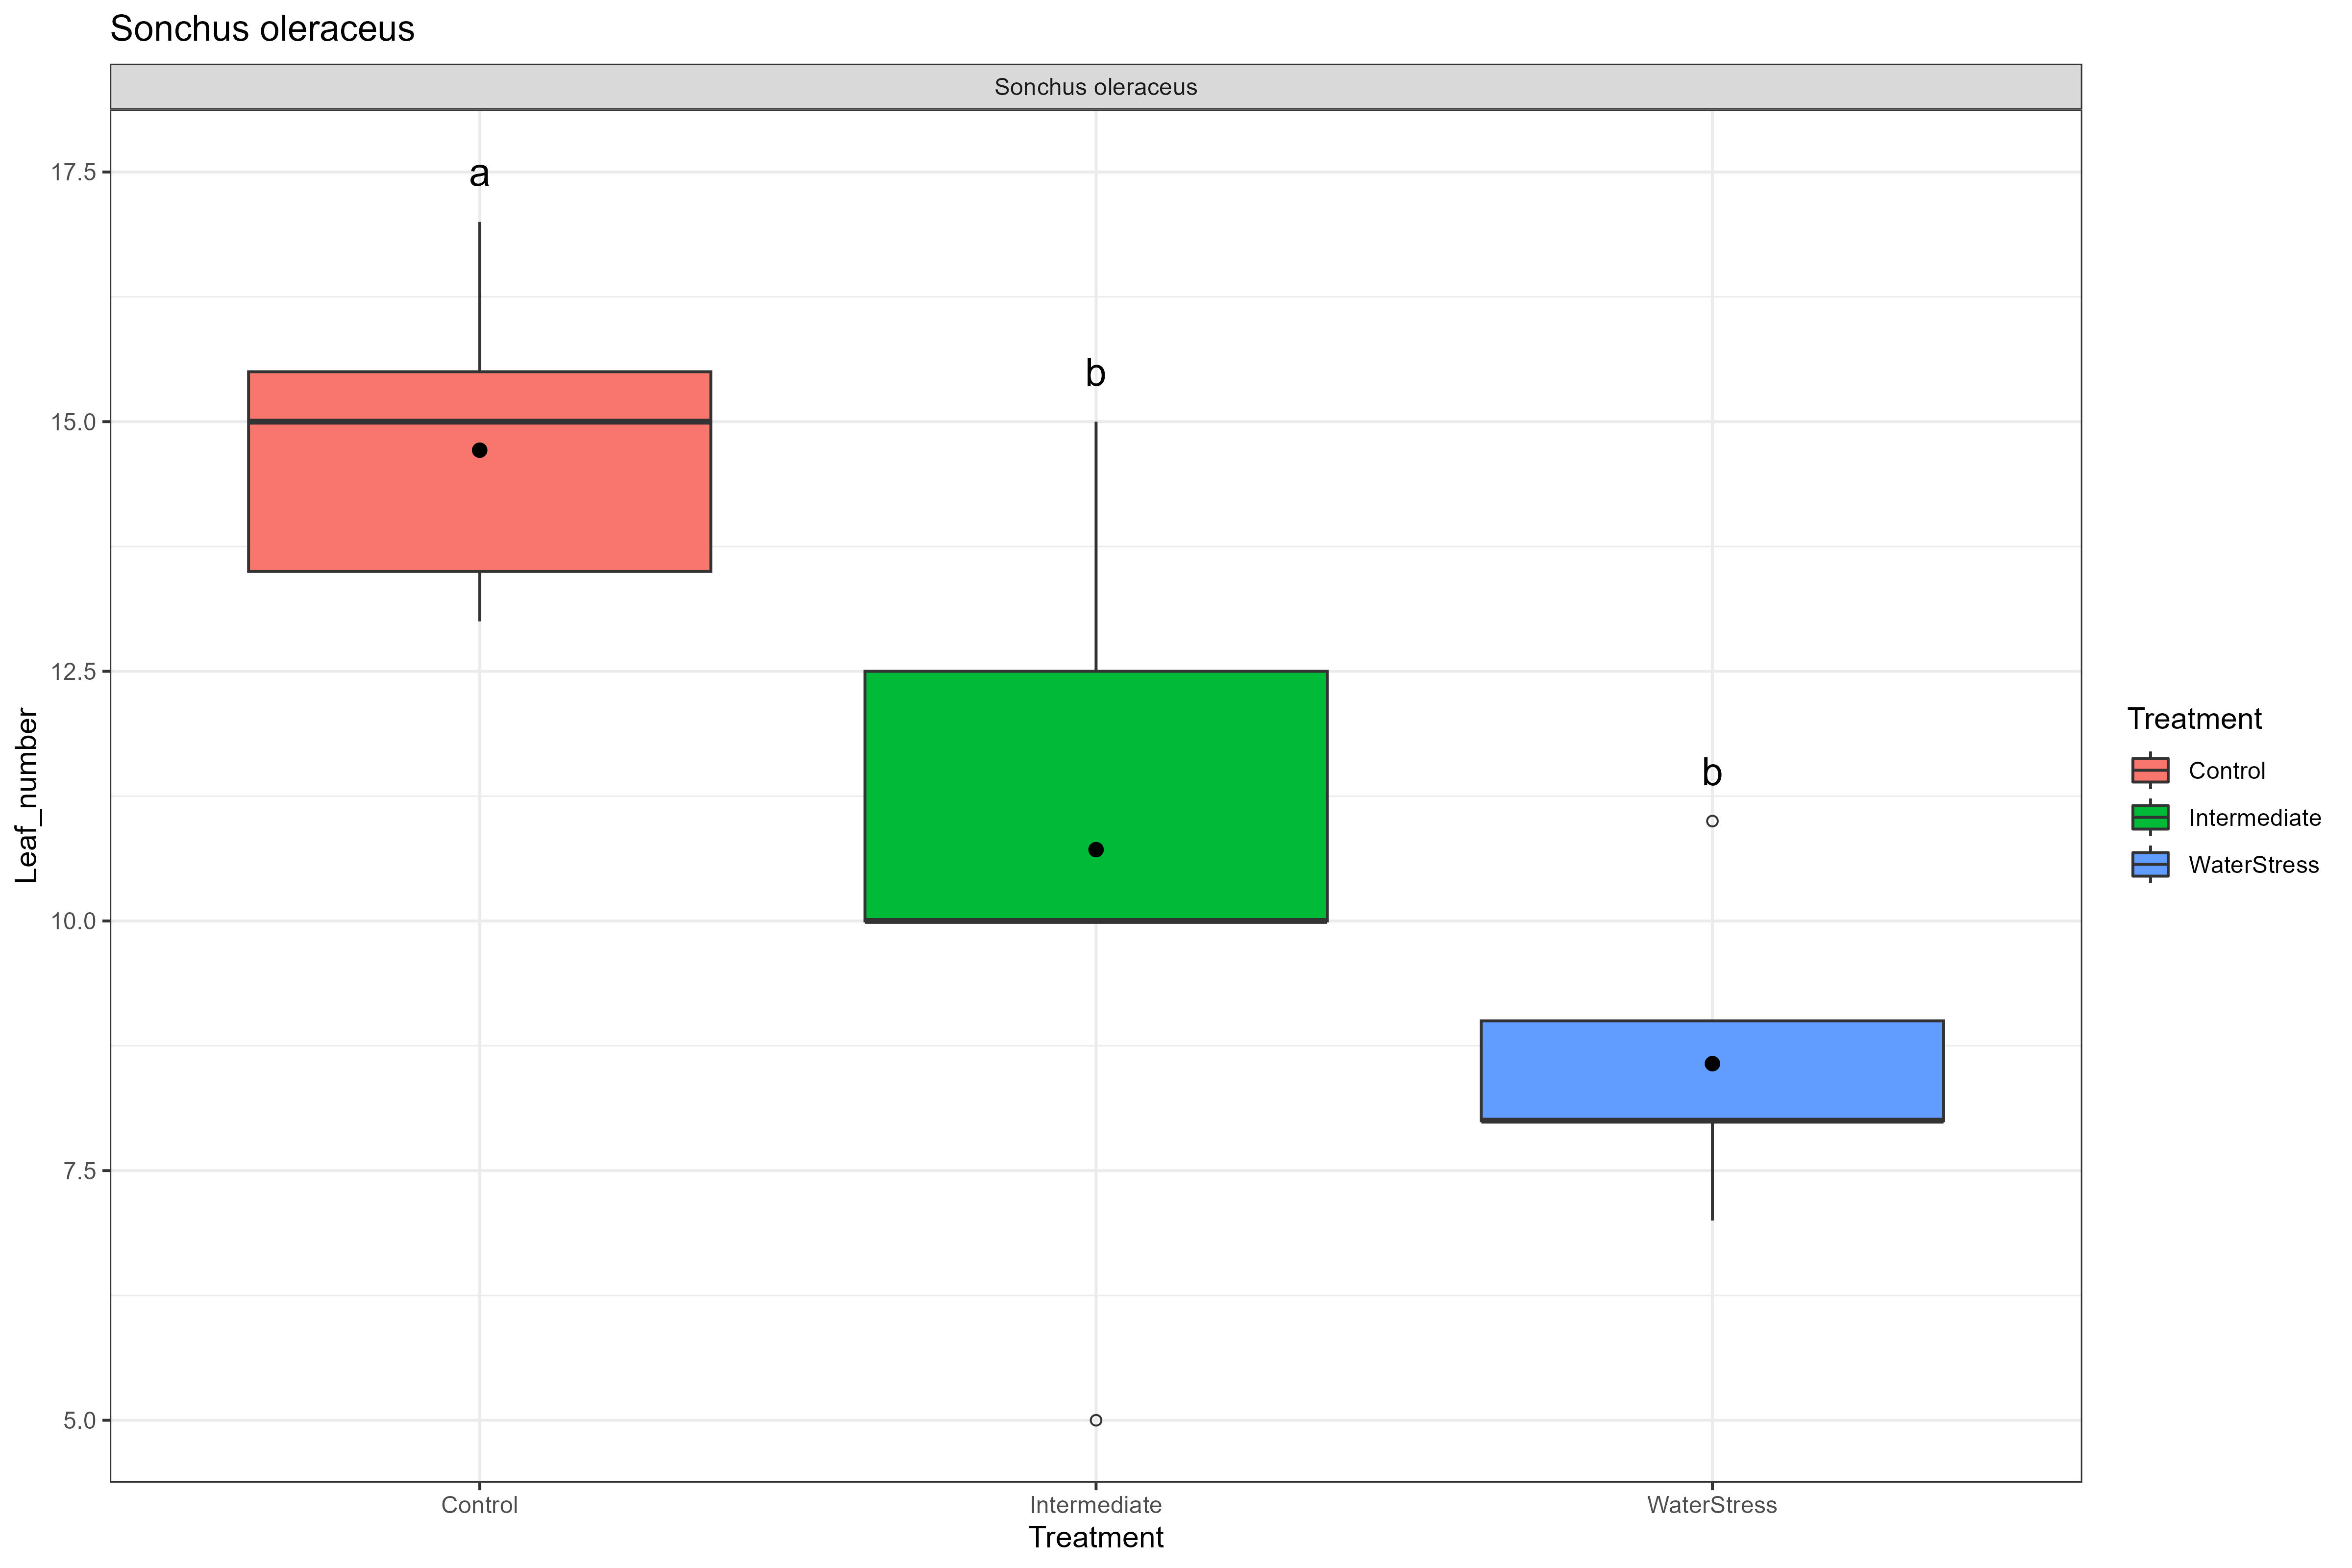 Sonchus oleraceus
Sonchus oleraceus
17.5
15.0
12.5
10.0
7.5
5.0
Leaf_number
a
b
b
Control
Intermediate
WaterStress
Treatment
Treatment
Control
Intermediate
WaterStress